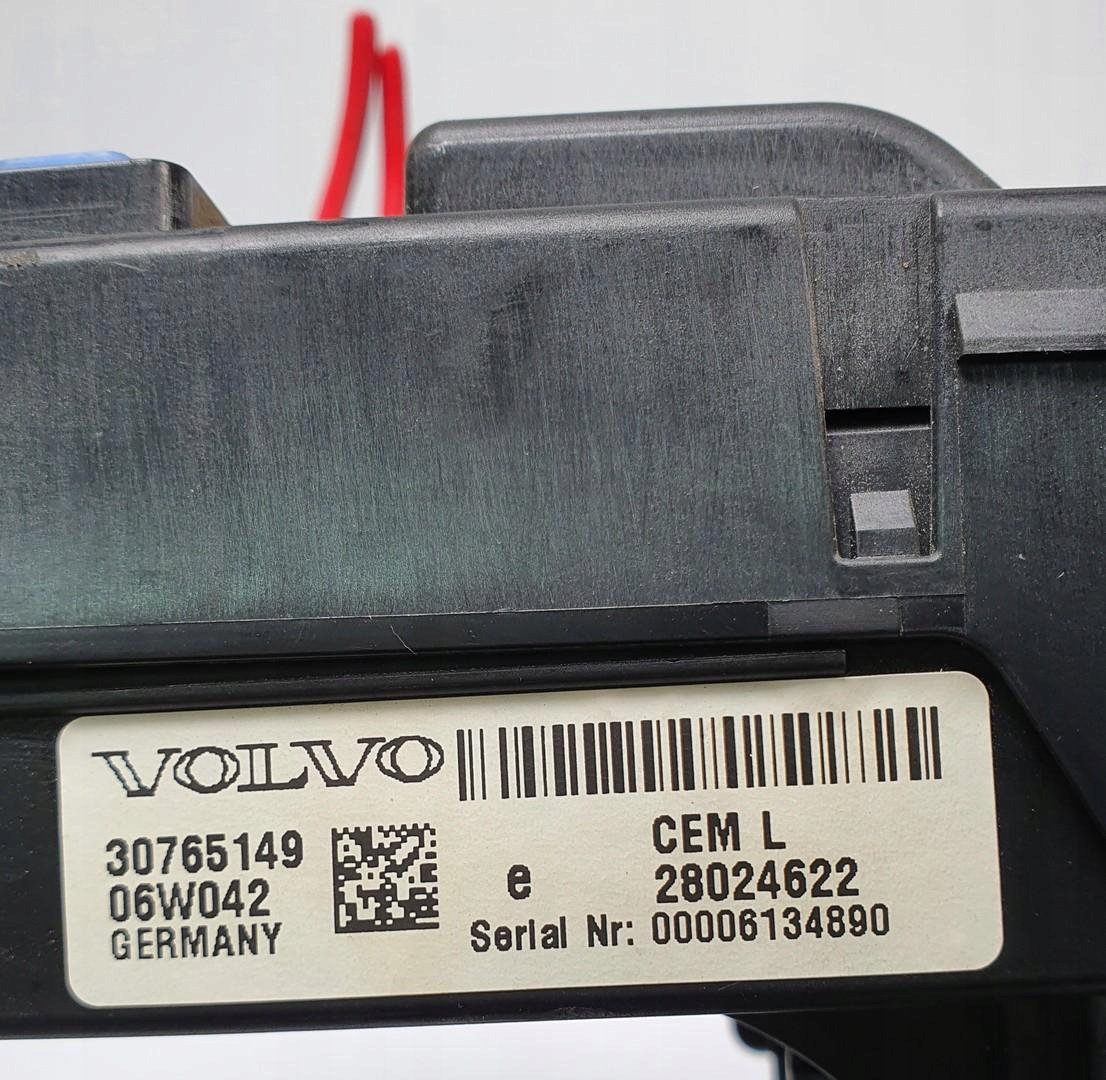 VOLVO
30765149
06W042
GERMANY
CEM L
e 28024622
Serial Nr: 00006134890